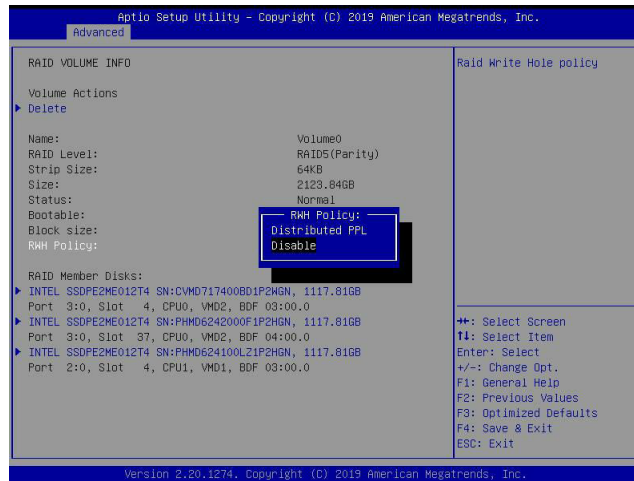 Aptio Setup Utility – Copyright (C) 2019 American Megatrends, Inc.
Advanced
RAID VOLUME INFO
Raid Write Hole policy
Volume Actions
Delete
Name: Volume0
RAID Level: RAID5(Parity)
Strip Size: 64KB
Size: 2123.84GB
Status: Normal
Bootable:
Block size:
RWH Policy:
RWH Policy:
Distributed PPL
Disable
RAID Member Disks:
INTEL SSDPE2ME012T4 SN:CVMD717400BD1P2WGN, 1117.81GB
Port 3:0, Slot 4, CPU0, VMD2, BDF 03:00.0
INTEL SSDPE2ME012T4 SN:PHMD6242000F1P2HGN, 1117.81GB
Port 3:0, Slot 37, CPU0, VMD2, BDF 04:00.0
INTEL SSDPE2ME012T4 SN:PHMD624100LZ1P2HGN, 1117.81GB
Port 2:0, Slot 4, CPU1, VMD1, BDF 03:00.0
→←: Select Screen
↑↓: Select Item
Enter: Select
+/-: Change Opt.
F1: General Help
F2: Previous Values
F3: Optimized Defaults
F4: Save & Exit
ESC: Exit
Version 2.20.1274. Copyright (C) 2019 American Megatrends, Inc.